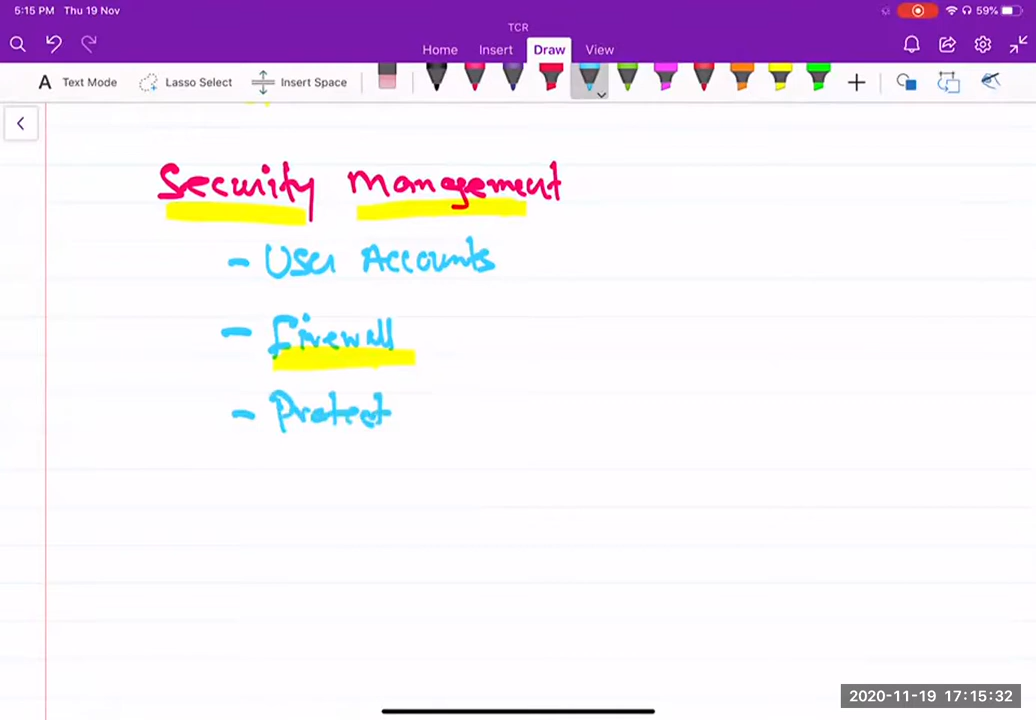 5:15 PM Thu 19 Nov
59%
TCR
Home Insert Draw View
A Text Mode Lasso Select Insert Space
Security Management
- User Accounts
- Firewall
- Protect
2020-11-19 17:15:32